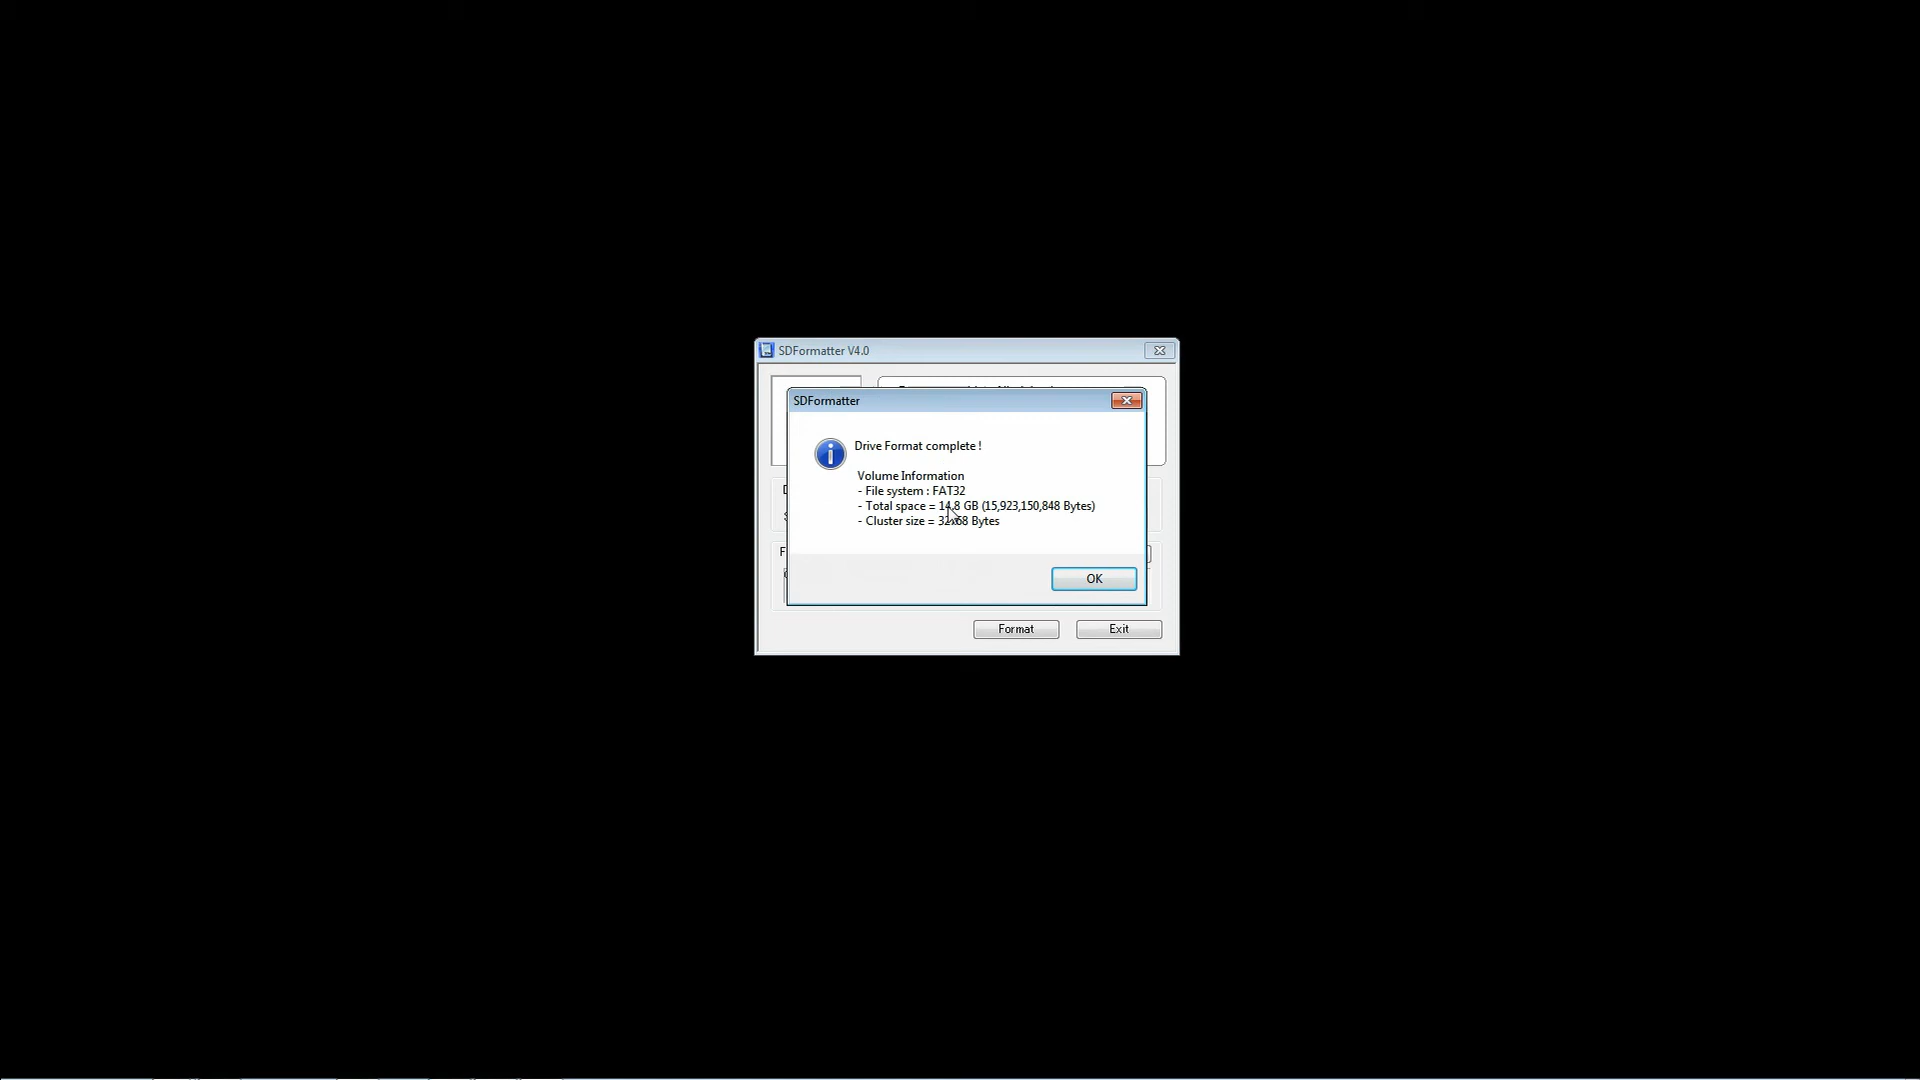 SDFormatter V4.0
SDFormatter
Drive Format complete !
Volume Information
- File system : FAT32
- Total space = 14.8 GB (15,923,150,848 Bytes)
- Cluster size = Bytes
OK
Format
Exit